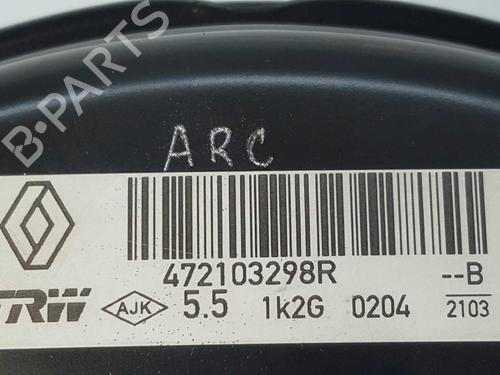 B-PARTS
ARC
472103298R --B
TRW AJK 5.5 1k2G 0204 2103